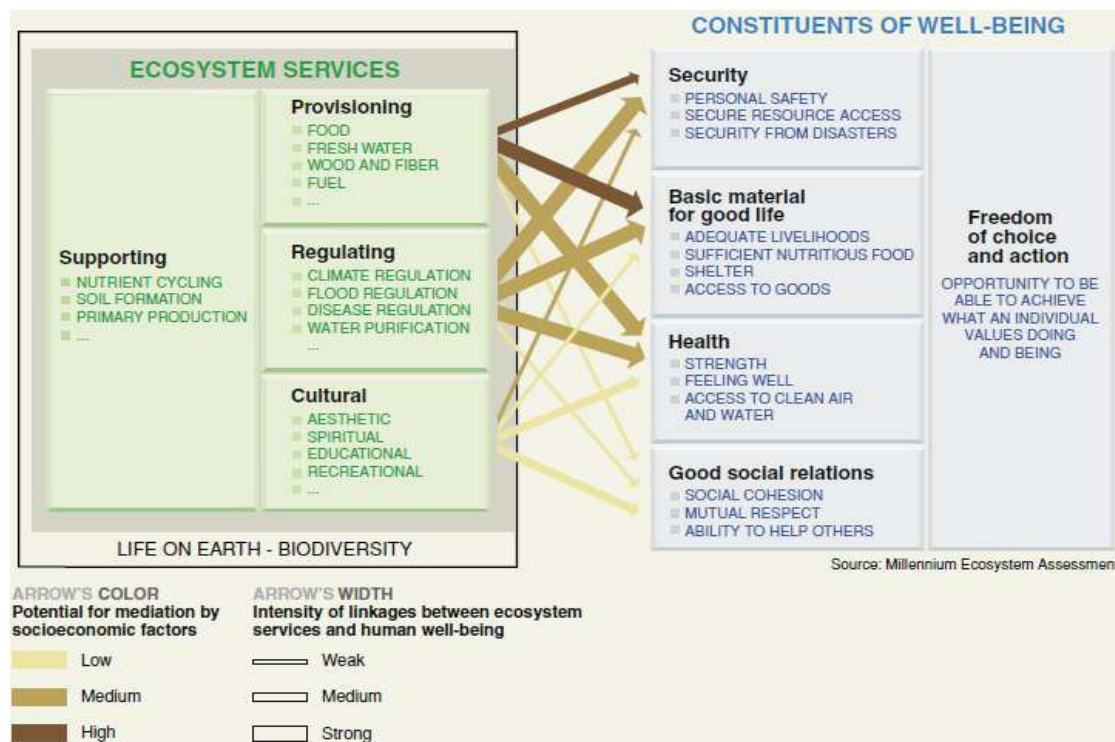 CONSTITUENTS OF WELL-BEING
ECOSYSTEM SERVICES
Supporting
NUTRIENT CYCLING
SOIL FORMATION
PRIMARY PRODUCTION
...
Provisioning
FOOD
FRESH WATER
WOOD AND FIBER
FUEL
...
Regulating
CLIMATE REGULATION
FLOOD REGULATION
DISEASE REGULATION
WATER PURIFICATION
...
Cultural
AESTHETIC
SPIRITUAL
EDUCATIONAL
RECREATIONAL
...
LIFE ON EARTH - BIODIVERSITY
Security
PERSONAL SAFETY
SECURE RESOURCE ACCESS
SECURITY FROM DISASTERS
Basic material
for good life
ADEQUATE LIVELIHOODS
SUFFICIENT NUTRITIOUS FOOD
SHELTER
ACCESS TO GOODS
Health
STRENGTH
FEELING WELL
ACCESS TO CLEAN AIR
AND WATER
Good social relations
SOCIAL COHESION
MUTUAL RESPECT
ABILITY TO HELP OTHERS
Freedom
of choice
and action
OPPORTUNITY TO BE
ABLE TO ACHIEVE
WHAT AN INDIVIDUAL
VALUES DOING
AND BEING
Source: Millennium Ecosystem Assessmen
ARROW'S COLOR
Potential for mediation by
socioeconomic factors
Low
Medium
High
ARROW'S WIDTH
Intensity of linkages between ecosystem
services and human well-being
Weak
Medium
Strong